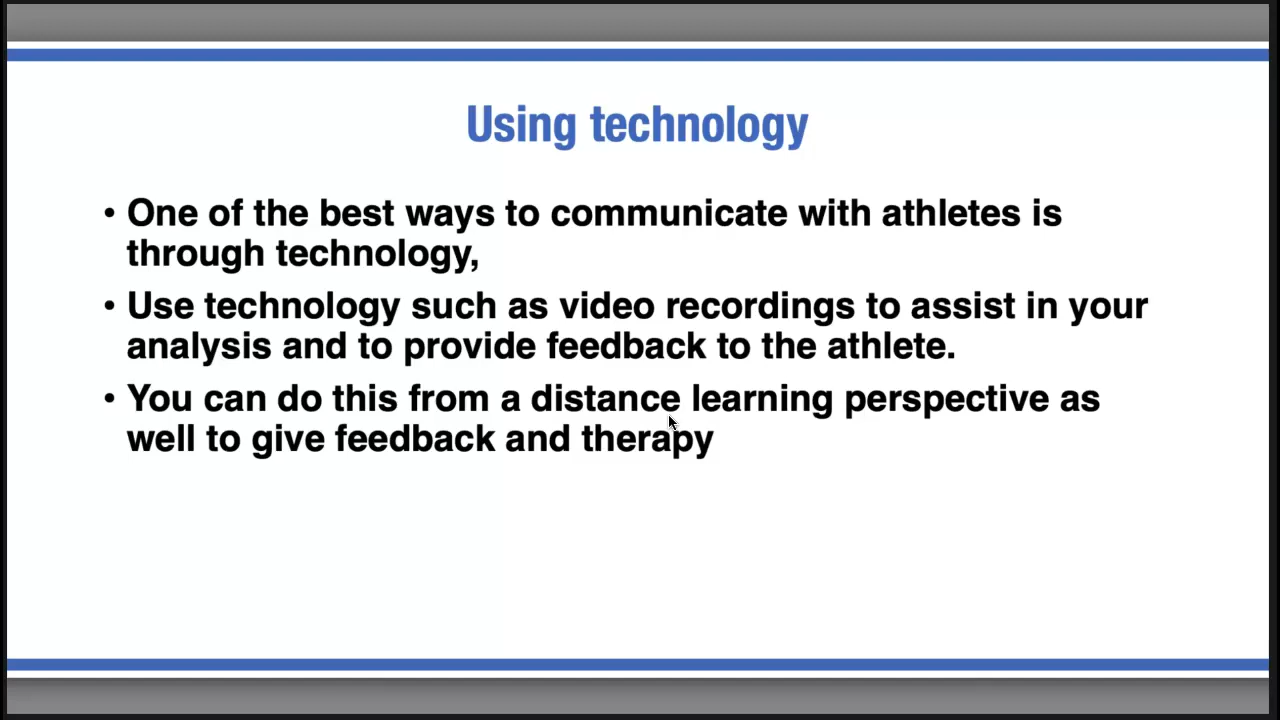 Using technology
• One of the best ways to communicate with athletes is
through technology,
• Use technology such as video recordings to assist in your
analysis and to provide feedback to the athlete.
• You can do this from a distance learning perspective as
well to give feedback and therapy